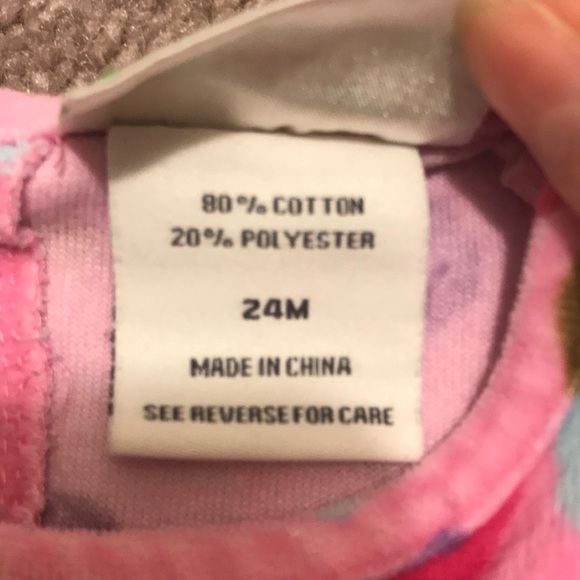 80% COTTON
20% POLYESTER
24M
MADE IN CHINA
SEE REVERSE FOR CARE